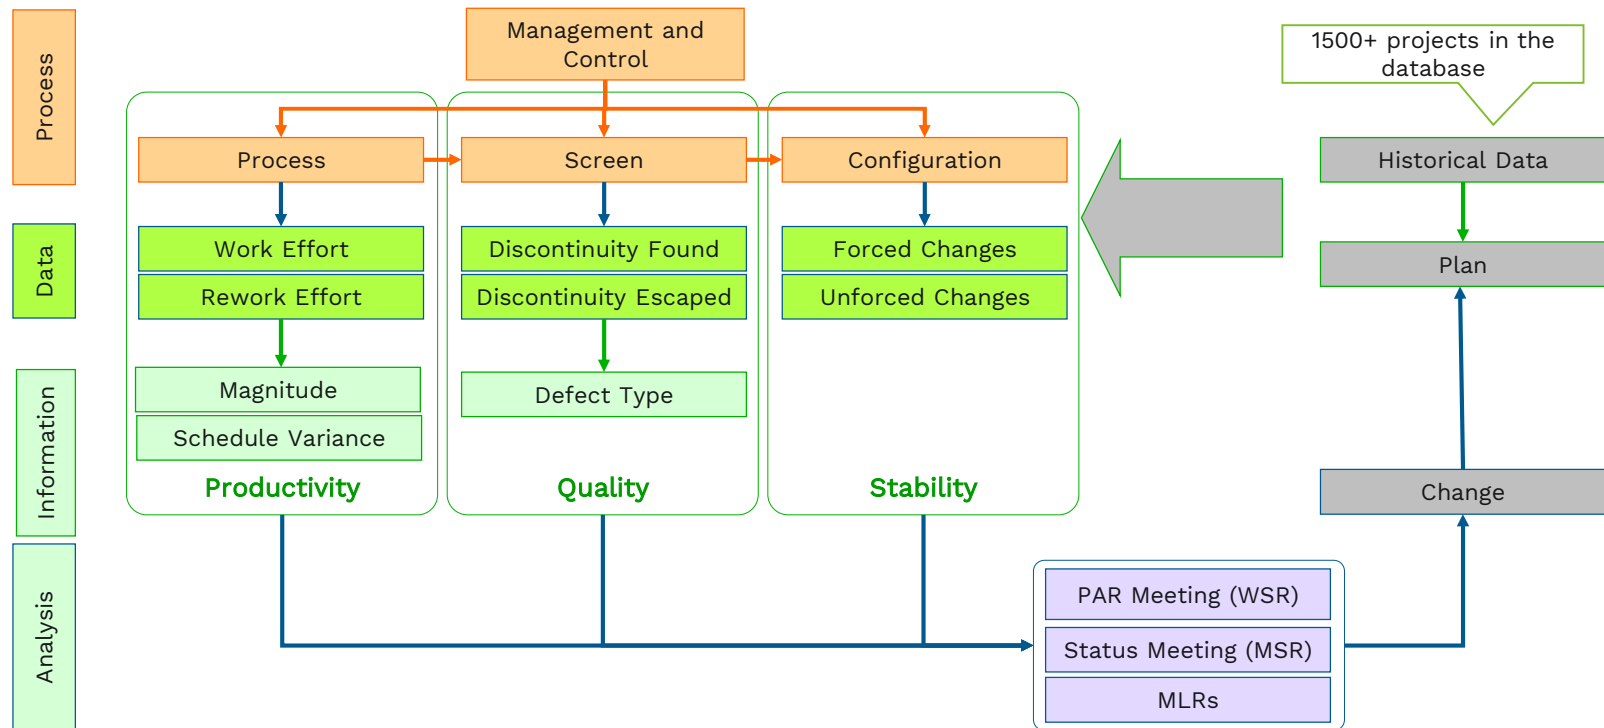 Management and
Control
1500+ projects in the
database
Process
Process
Screen
Configuration
Historical Data
Data
Work Effort
Discontinuity Found
Forced Changes
Plan
Rework Effort
Discontinuity Escaped
Unforced Changes
Information
Magnitude
Defect Type
Schedule Variance
Productivity
Quality
Stability
Change
Analysis
PAR Meeting (WSR)
Status Meeting (MSR)
MLRs